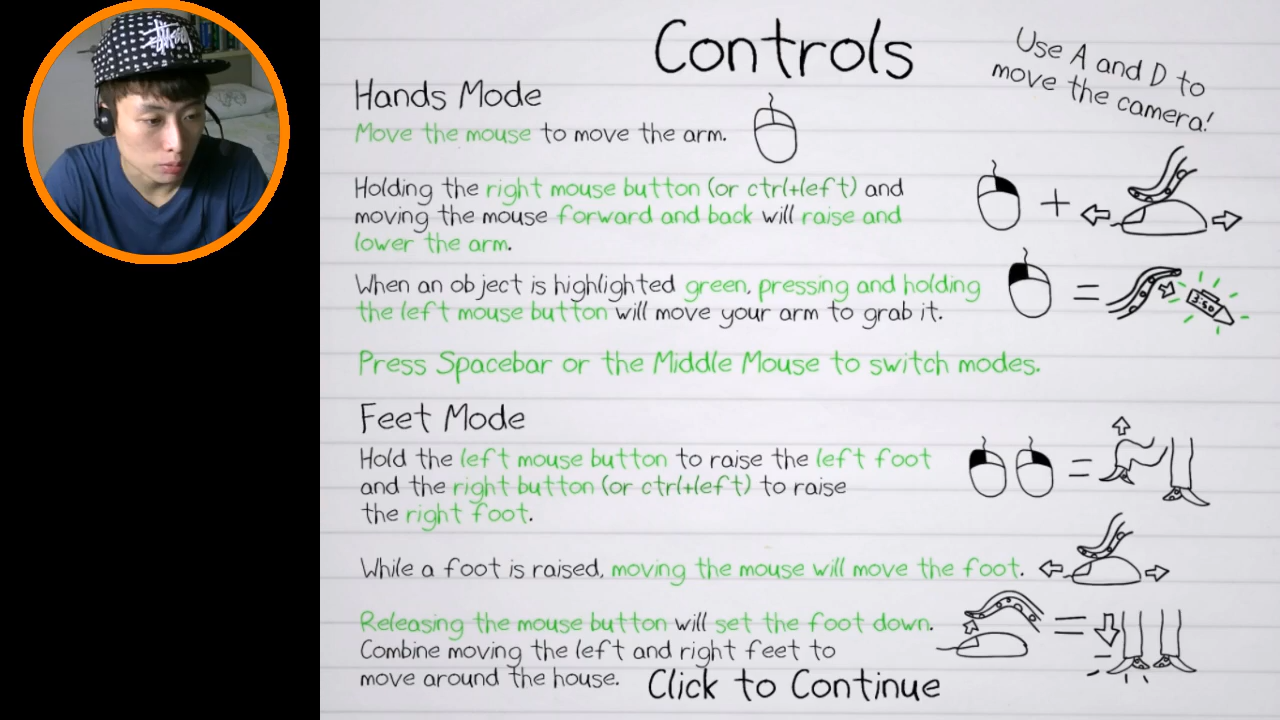 Controls
Use A and D to
move the camera!
Hands Mode
Move the mouse to move the arm.
Holding the right mouse button (or ctrl+left) and
moving the mouse forward and back will raise and
lower the arm.
When an object is highlighted green, pressing and holding
the left mouse button will move your arm to grab it.
3:50
Press Spacebar or the Middle Mouse to switch modes.
Feet Mode
Hold the left mouse button to raise the left foot
and the right button (or ctrl+left) to raise
the right foot.
While a foot is raised, moving the mouse will move the foot.
Releasing the mouse button will set the foot down.
Combine moving the left and right feet to
move around the house.
Click to Continue